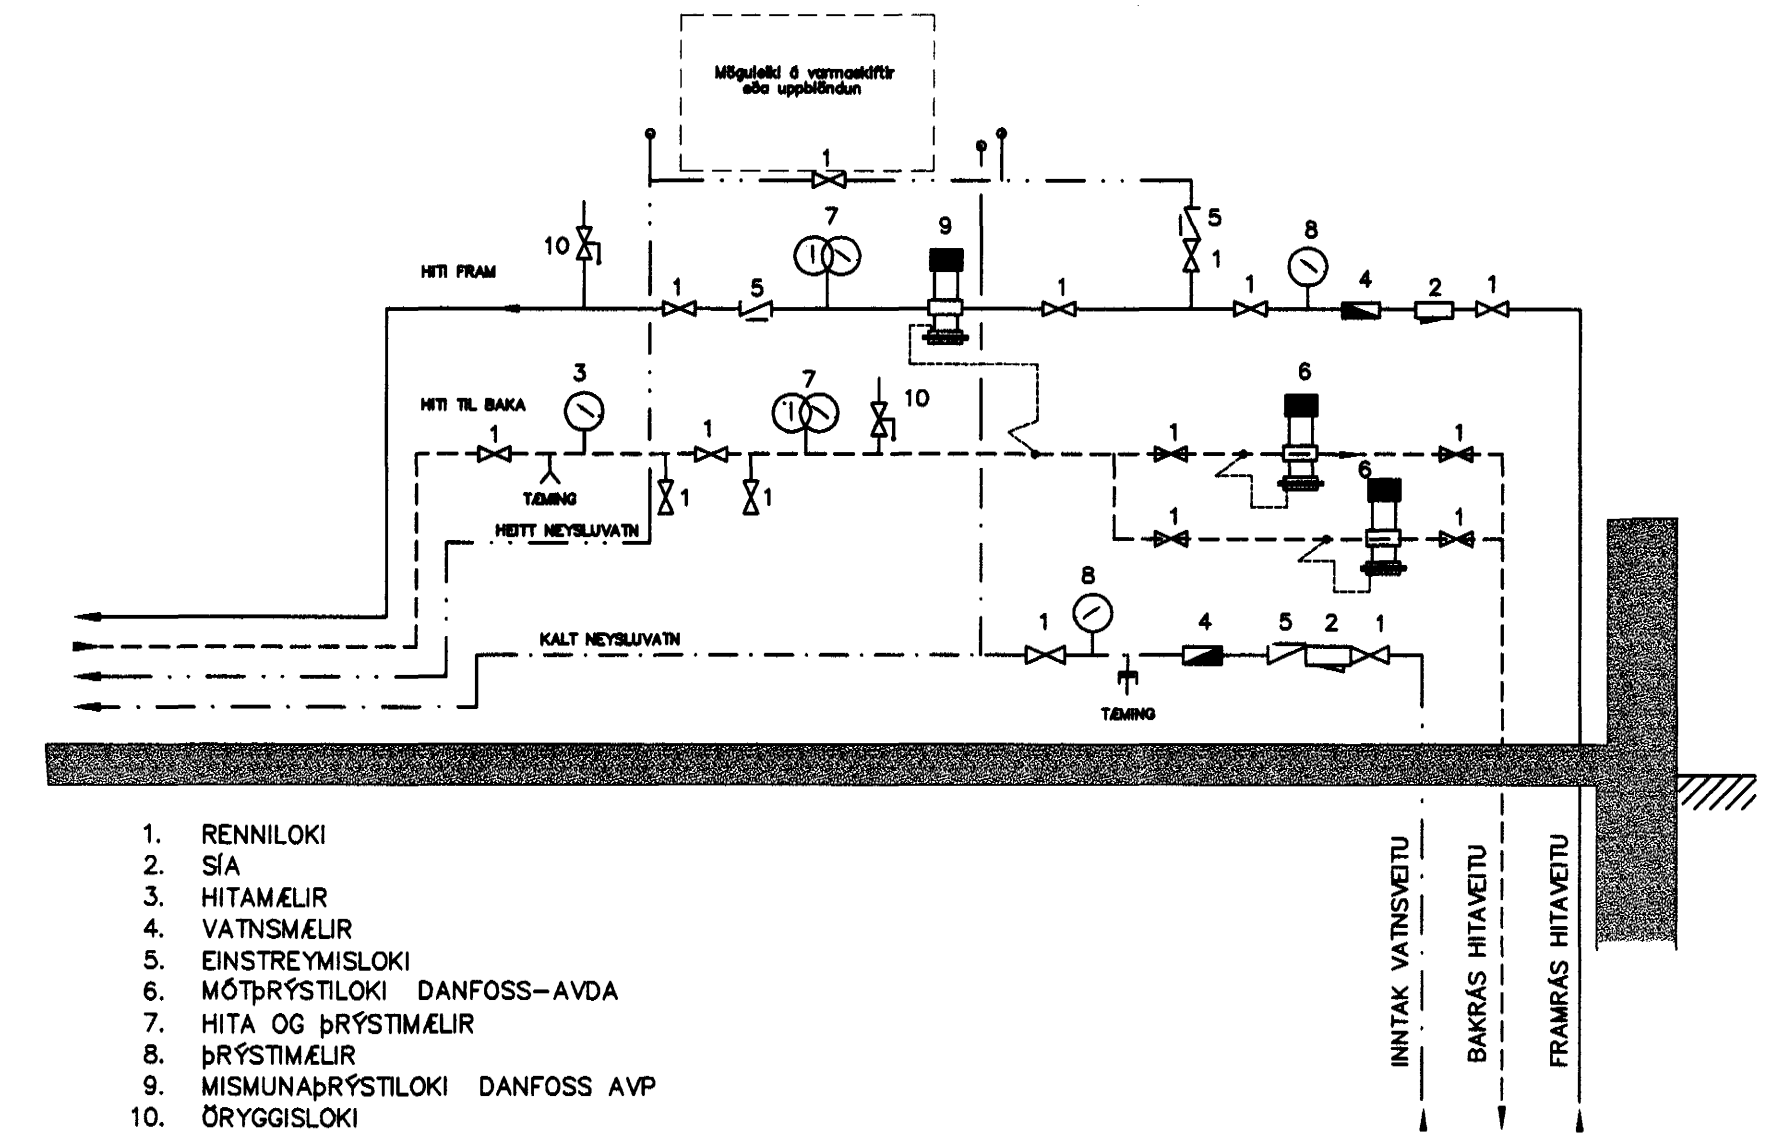 Möguleiki á varmaskiftir
eða uppblöndun
1
7
9
5
1
8
10
HITI FRAM
1
5
1
1
4
2
1
3
7
10
6
HITI TIL BAKA
1
1
1
1
6
TÆMING
1
1
HEITT NEYSLUVATN
1
1
8
KALT NEYSLUVATN
1
4
5
2
1
TÆMING
1. RENNILOKI
2. SÍA
3. HITAMÆLIR
4. VATNSMÆLIR
5. EINSTREYMISLOKI
6. MÓTÞRÝSTILOKI DANFOSS-AVDA
7. HITA OG ÞRÝSTIMÆLIR
8. ÞRÝSTIMÆLIR
9. MISMUNAÞRÝSTILOKI DANFOSS AVP
10. ÖRYGGISLOKI
INNTAK VATNSVEITU
BAKRÁS HITAVEITU
FRAMRÁS HITAVEITU